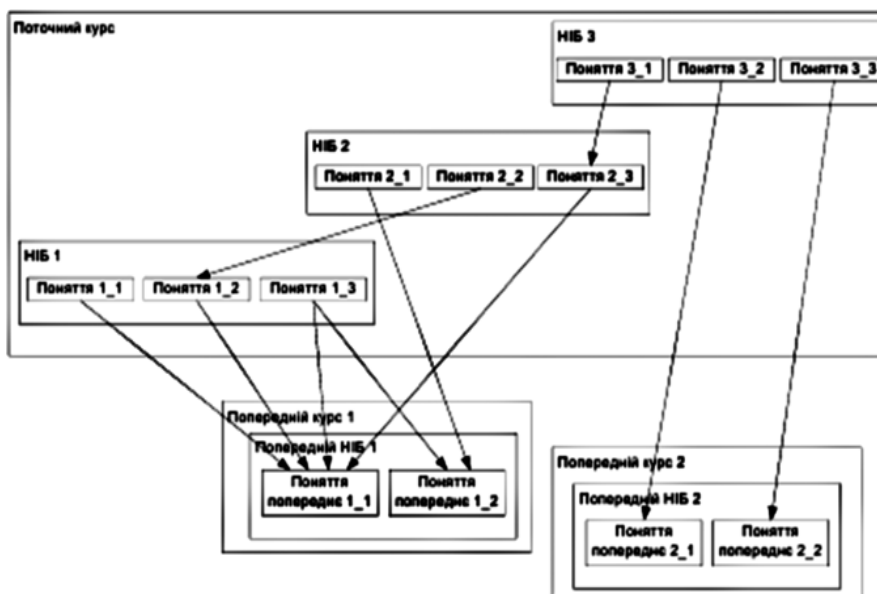 Поточний курс
НІБ 3
Поняття 3_1
Поняття 3_2
Поняття 3_3
НІБ 2
Поняття 2_1
Поняття 2_2
Поняття 2_3
НІБ 1
Поняття 1_1
Поняття 1_2
Поняття 1_3
Попередній курс 1
Попередній НІБ 1
Поняття
попереднє 1_1
Поняття
попереднє 1_2
Попередній курс 2
Попередній НІБ 2
Поняття
попереднє 2_1
Поняття
попереднє 2_2